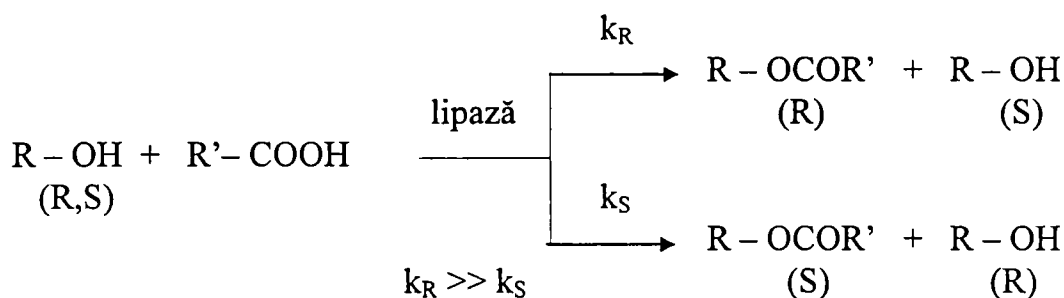 k_R
R – OCOR' + R – OH
(R) (S)
lipază
R – OH + R'– COOH
(R,S)
k_S
R – OCOR' + R – OH
(S) (R)
k_R >> k_S